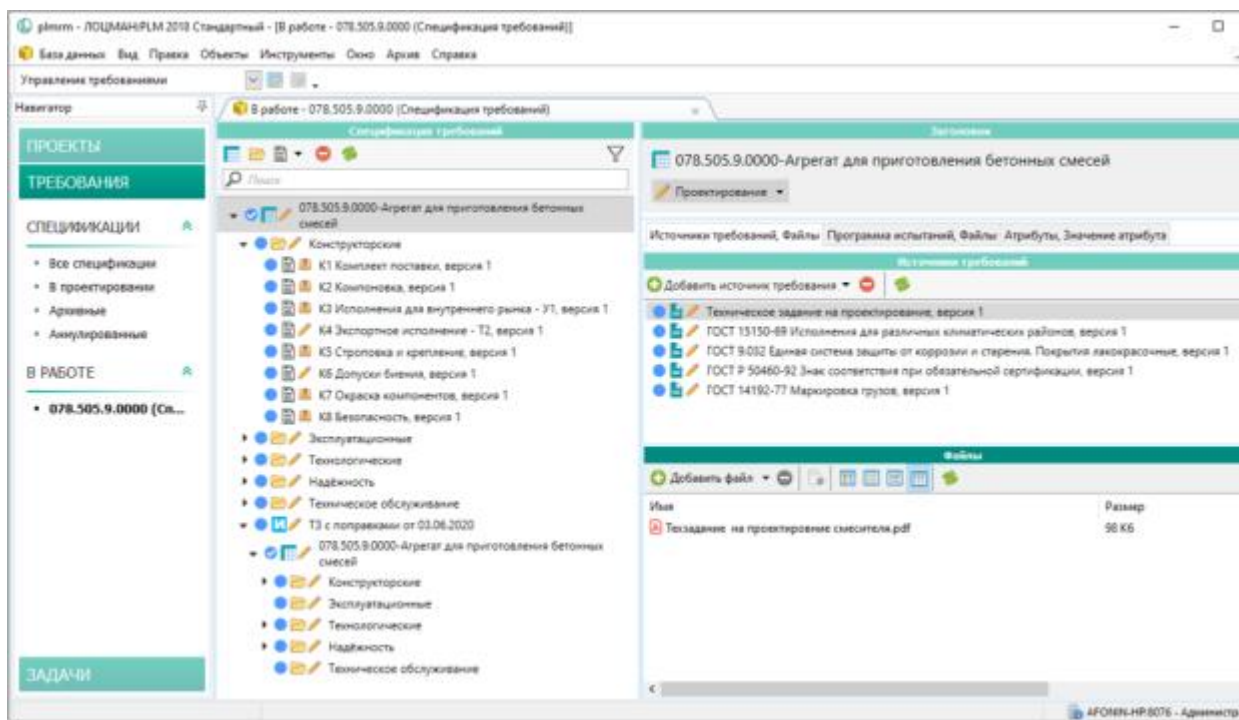 plmrm - ЛОЦМАН:PLM 2018 Стандартный - [В работе - 078.505.9.0000 (Спецификация требований)]
База данных Вид Правка Объекты Инструменты Окно Архив Справка
Управление требованиями
Навигатор
В работе - 078.505.9.0000 (Спецификация требований)
ПРОЕКТЫ
ТРЕБОВАНИЯ
СПЕЦИФИКАЦИИ
Все спецификации
В проектировании
Архивные
Аннулированные
В РАБОТЕ
078.505.9.0000 (Сп...
ЗАДАЧИ
Спецификация требований
Поиск
078.505.9.0000-Агрегат для приготовления бетонных
смесей
Конструкторские
К1 Комплект поставки, версия 1
К2 Компоновка, версия 1
К3 Исполнения для внутреннего рынка - У1, версия 1
К4 Экспортное исполнение - Т2, версия 1
К5 Строповка и крепление, версия 1
К6 Допуски биения, версия 1
К7 Окраска компонентов, версия 1
К8 Безопасность, версия 1
Эксплуатационные
Технологические
Надёжность
Техническое обслуживание
ТЗ с поправками от 03.06.2020
078.505.9.0000-Агрегат для приготовления бетонных
смесей
Конструкторские
Эксплуатационные
Технологические
Надёжность
Техническое обслуживание
Заголовок
078.505.9.0000-Агрегат для приготовления бетонных смесей
Проектирование
Источники требований, Файлы Программа испытаний, Файлы Атрибуты, Значение атрибута
Источники требований
Добавить источник требования
Техническое задание на проектирование, версия 1
ГОСТ 15150-69 Исполнения для различных климатических районов, версия 1
ГОСТ 9.032 Единая система защиты от коррозии и старения. Покрытия лакокрасочные, версия 1
ГОСТ Р 50460-92 Знак соответствия при обязательной сертификации, версия 1
ГОСТ 14192-77 Маркировка грузов, версия 1
Файлы
Добавить файл
Имя Размер
Техзадание на проектировние смесителя.pdf 98 Кб
AFONIN-HP:8076 - Администр